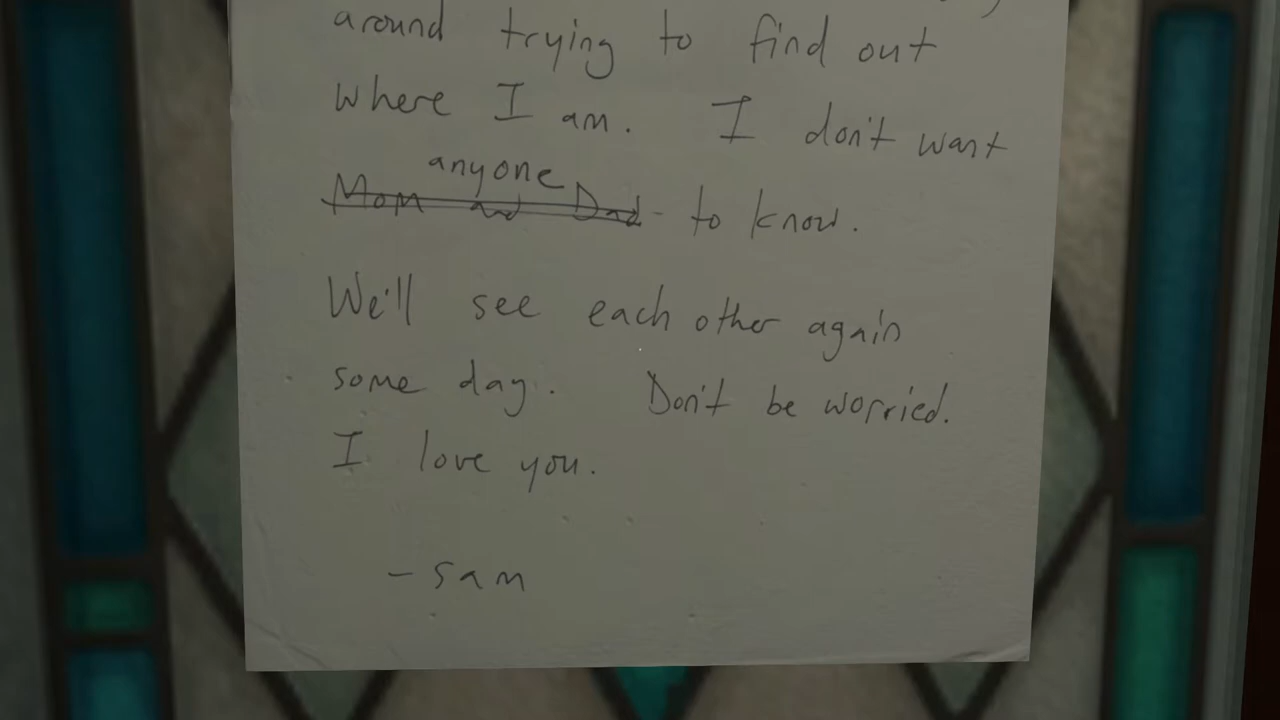 around trying to find out
where I am. I don't want
anyone
Mom and Dad to know.
We'll see each other again
some day. Don't be worried.
I love you.
- Sam